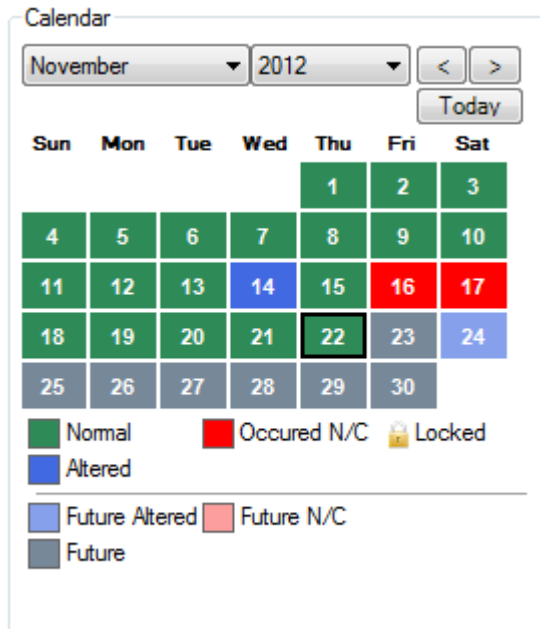 Calendar
November 2012 < >
Today
Sun Mon Tue Wed Thu Fri Sat
1 2 3
4 5 6 7 8 9 10
11 12 13 14 15 16 17
18 19 20 21 22 23 24
25 26 27 28 29 30
Normal Occured N/C Locked
Altered
Future Altered Future N/C
Future